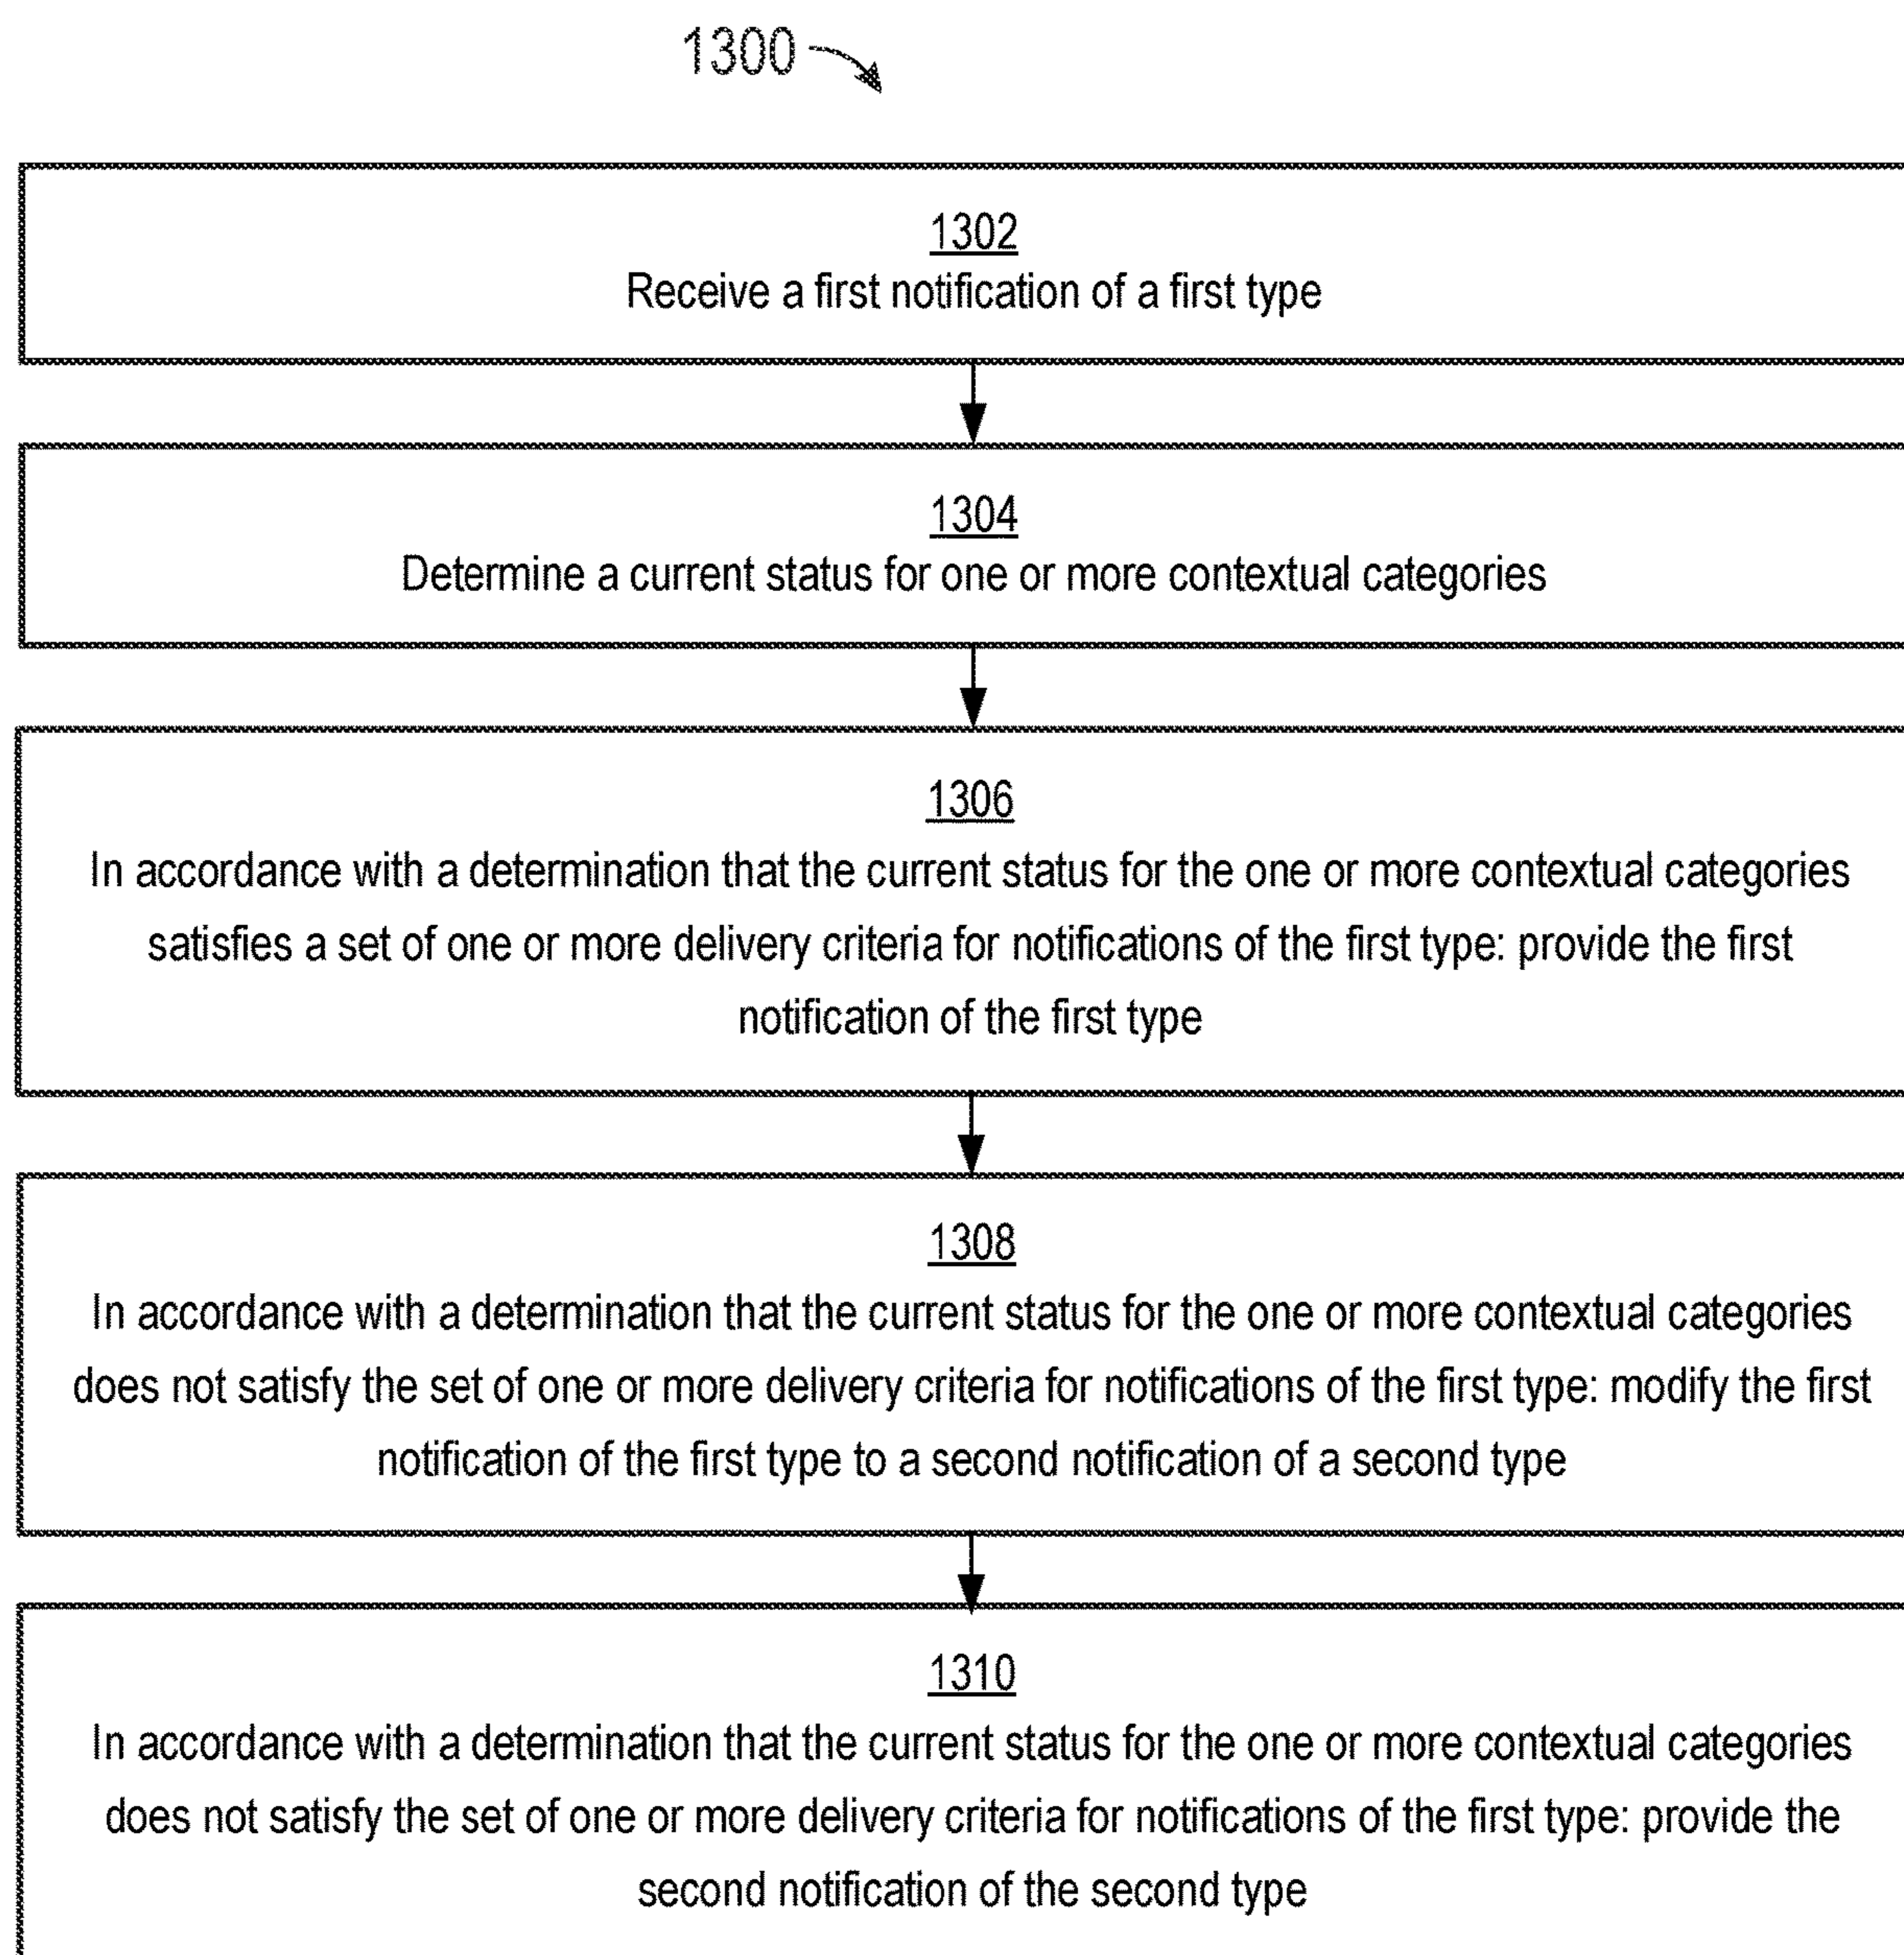 1300
1302
Receive a first notification of a first type
1304
Determine a current status for one or more contextual categories
1306
In accordance with a determination that the current status for the one or more contextual categories
satisfies a set of one or more delivery criteria for notifications of the first type: provide the first
notification of the first type
1308
In accordance with a determination that the current status for the one or more contextual categories
does not satisfy the set of one or more delivery criteria for notifications of the first type: modify the first
notification of the first type to a second notification of a second type
1310
In accordance with a determination that the current status for the one or more contextual categories
does not satisfy the set of one or more delivery criteria for notifications of the first type: provide the
second notification of the second type